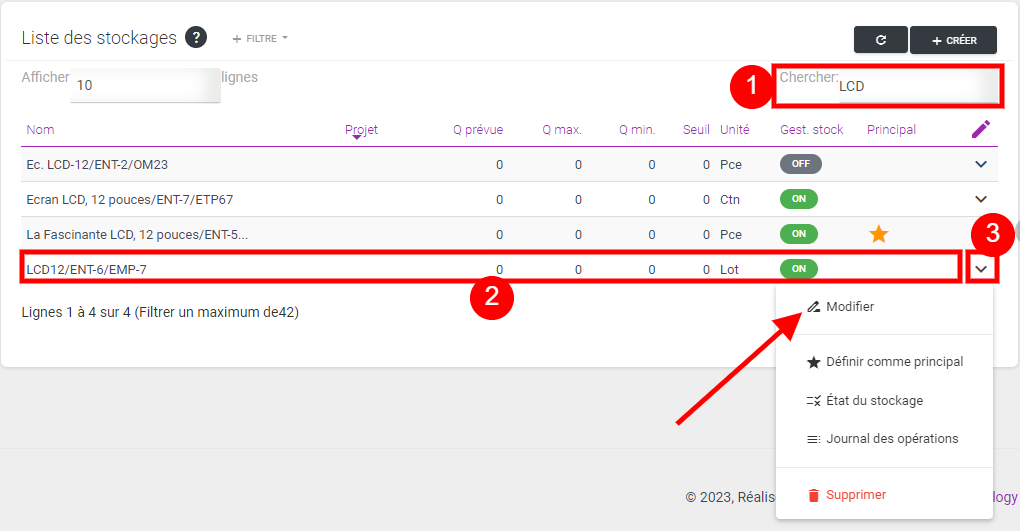 Liste des stockages ? + FILTRE
+ CRÉER
Afficher 10 lignes
1
Chercher: LCD
Nom Projet Q prévue Q max. Q min. Seuil Unité Gest. stock Principal
Ec. LCD-12/ENT-2/OM23 0 0 0 0 Pce OFF
Ecran LCD, 12 pouces/ENT-7/ETP67 0 0 0 0 Ctn ON
La Fascinante LCD, 12 pouces/ENT-5... 0 0 0 0 Pce ON
3
LCD12/ENT-6/EMP-7 0 0 0 0 Lot ON
2
Lignes 1 à 4 sur 4 (Filtrer un maximum de42)
Modifier
Définir comme principal
État du stockage
Journal des opérations
Supprimer
© 2023, Réalis
logy